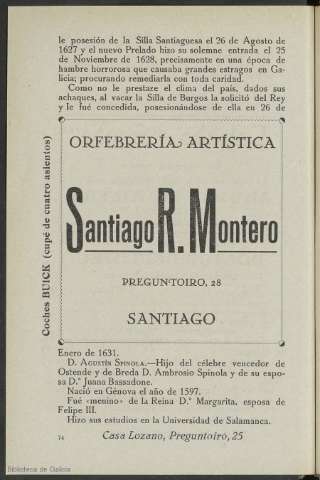 le posesión de la Silla Santiaguesa el 26 de Agosto de
1627 y el nuevo Prelado hizo su solemne entrada el 25
de Noviembre de 1628, precisamente en una época de
hambre horrorosa que causaba grandes estragos en Ga-
licia; procurando remediarla con toda caridad.
Como no le prestaze el clima del país, dados sus
achaques, al vacar la Silla de Burgos la solicitó del Rey
y le fué concedida, posesionándose de ella en 26 de
Coches BUICK (cupé de cuatro asientos)
ORFEBRERÍA ARTÍSTICA
Santiago R. Montero
PREGUNTOIRO, 28
SANTIAGO
Enero de 1631.
D. AGUSTÍN SPINOLA.—Hijo del célebre vencedor de
Ostende y de Breda D. Ambrosio Spinola y de su espo-
sa D.ª Juana Bassadone.
Nació en Génova el año de 1597.
Fué «menino» de la Reina D.ª Margarita, esposa de
Felipe III.
Hizo sus estudios en la Universidad de Salamanca.
74 Casa Lozano, Preguntoiro, 25
Biblioteca de Galicia